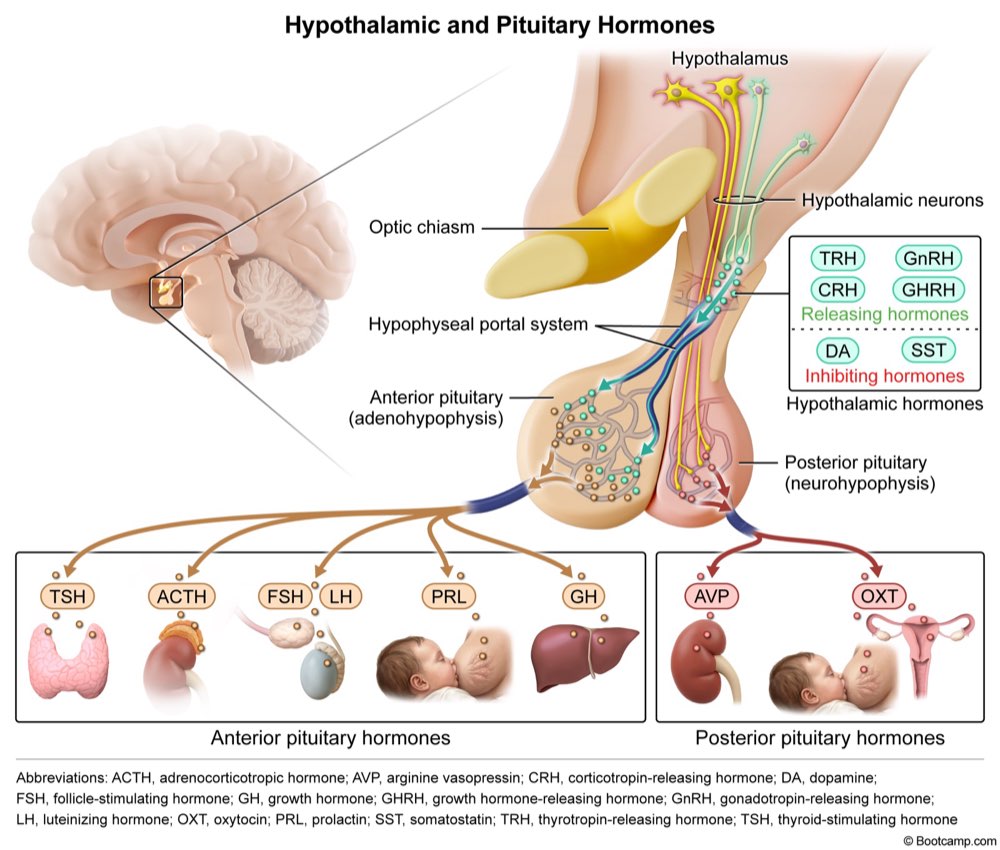 Hypothalamic and Pituitary Hormones
Hypothalamus
Optic chiasm
Hypothalamic neurons
TRH GnRH
CRH GHRH
Releasing hormones
DA SST
Inhibiting hormones
Hypothalamic hormones
Hypophyseal portal system
Anterior pituitary
(adenohypophysis)
Posterior pituitary
(neurohypophysis)
TSH ACTH FSH LH PRL GH
Anterior pituitary hormones
AVP OXT
Posterior pituitary hormones
Abbreviations: ACTH, adrenocorticotropic hormone; AVP, arginine vasopressin; CRH, corticotropin-releasing hormone; DA, dopamine;
FSH, follicle-stimulating hormone; GH, growth hormone; GHRH, growth hormone-releasing hormone; GnRH, gonadotropin-releasing hormone;
LH, luteinizing hormone; OXT, oxytocin; PRL, prolactin; SST, somatostatin; TRH, thyrotropin-releasing hormone; TSH, thyroid-stimulating hormone
© Bootcamp.com